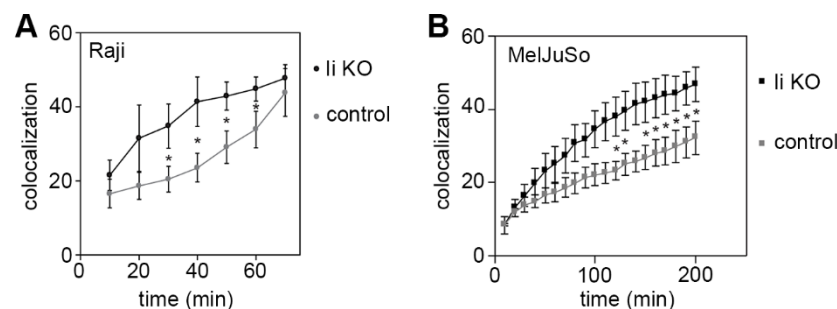 A
Raji
60
40
20
0
colocalization
20 40 60
time (min)
* * * *
Ii KO
control
B
MelJuSo
60
40
20
0
colocalization
0 100 200
time (min)
* * * * * * * *
Ii KO
control